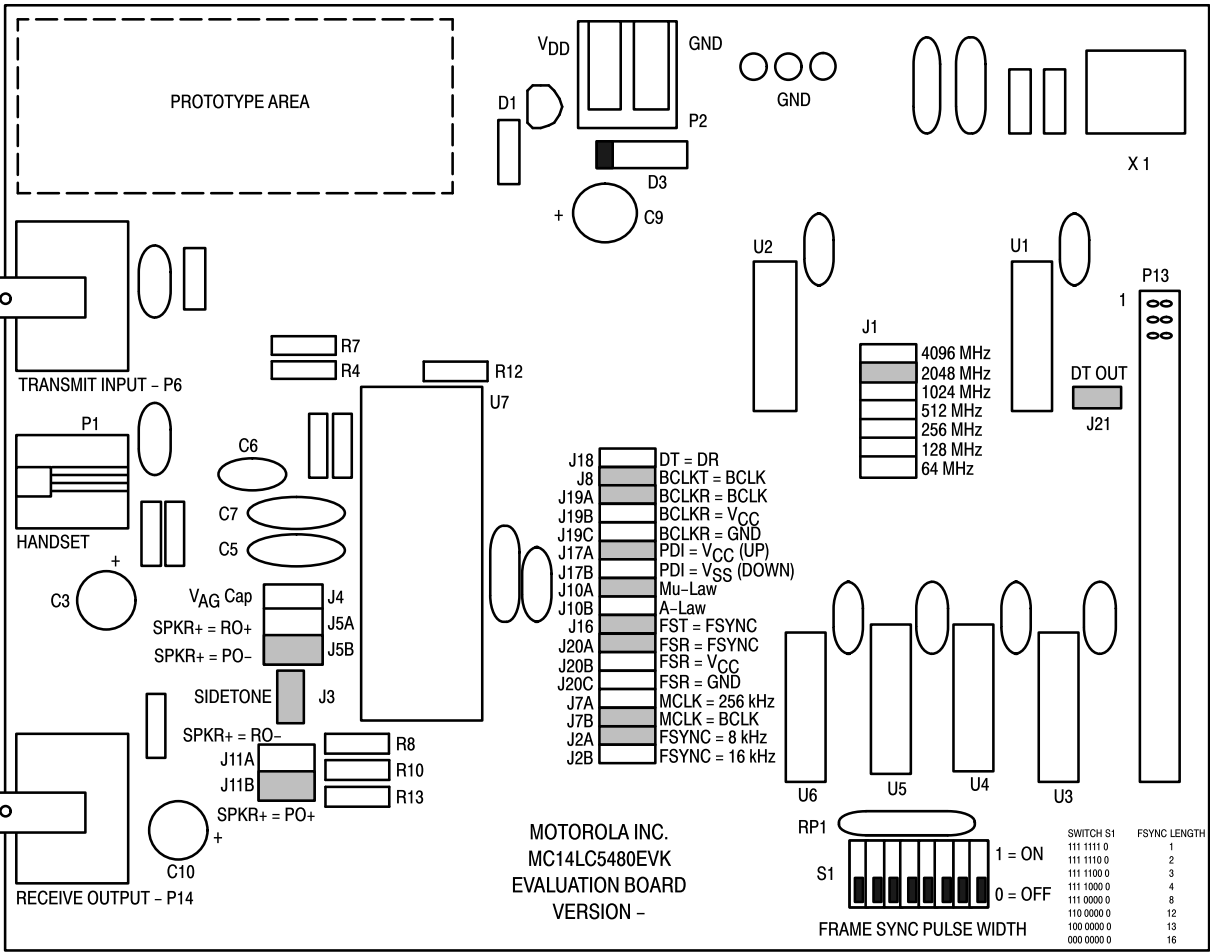 PROTOTYPE AREA
VDD
GND
P2
D1
D3
+
C9
GND
X 1
TRANSMIT INPUT – P6
P1
HANDSET
+
C3
R7
R4
R12
U7
C6
C7
C5
VAG Cap
J4
SPKR+ = RO+
J5A
SPKR+ = PO–
J5B
SIDETONE
J3
SPKR+ = RO–
J11A
J11B
SPKR+ = PO+
R8
R10
R13
+
C10
RECEIVE OUTPUT – P14
U2
U1
P13
1
J1
4096 MHz
2048 MHz
1024 MHz
512 MHz
256 MHz
128 MHz
64 MHz
DT OUT
J21
J18 DT = DR
J8 BCLKT = BCLK
J19A BCLKR = BCLK
J19B BCLKR = VCC
J19C BCLKR = GND
J17A PDI = VCC (UP)
J17B PDI = VSS (DOWN)
J10A Mu–Law
J10B A–Law
J16 FST = FSYNC
J20A FSR = FSYNC
J20B FSR = VCC
J20C FSR = GND
J7A MCLK = 256 kHz
J7B MCLK = BCLK
J2A FSYNC = 8 kHz
J2B FSYNC = 16 kHz
U6
U5
U4
U3
RP1
S1
1 = ON
0 = OFF
FRAME SYNC PULSE WIDTH
MOTOROLA INC.
MC14LC5480EVK
EVALUATION BOARD
VERSION –
SWITCH S1 FSYNC LENGTH
111 1111 0 1
111 1110 0 2
111 1100 0 3
111 1000 0 4
111 0000 0 8
110 0000 0 12
100 0000 0 13
000 0000 0 16